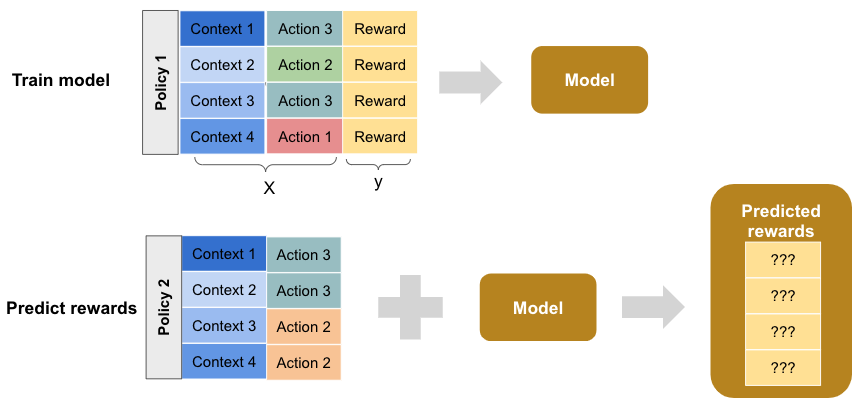 Train model
Policy 1
Context 1 Action 3 Reward
Context 2 Action 2 Reward
Context 3 Action 3 Reward
Context 4 Action 1 Reward
X
y
Model
Predict rewards
Policy 2
Context 1 Action 3
Context 2 Action 3
Context 3 Action 2
Context 4 Action 2
Model
Predicted
rewards
???
???
???
???